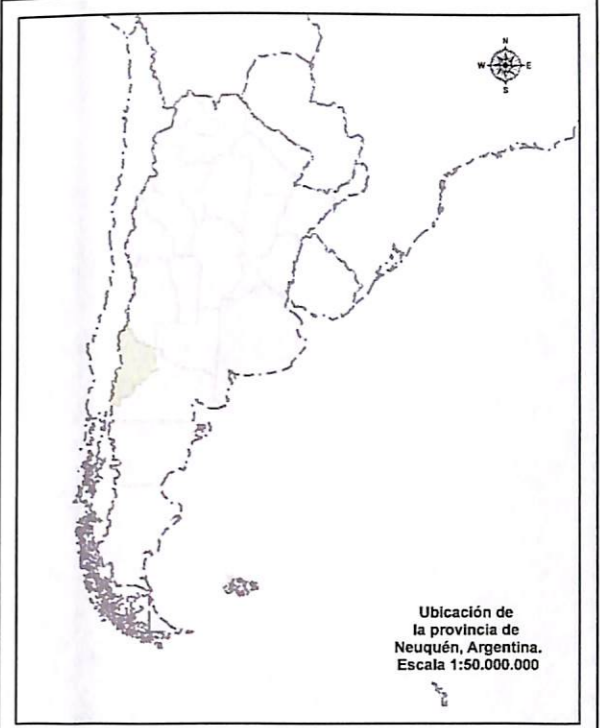 N
W E
S
Ubicación de
la provincia de
Neuquén, Argentina.
Escala 1:50.000.000